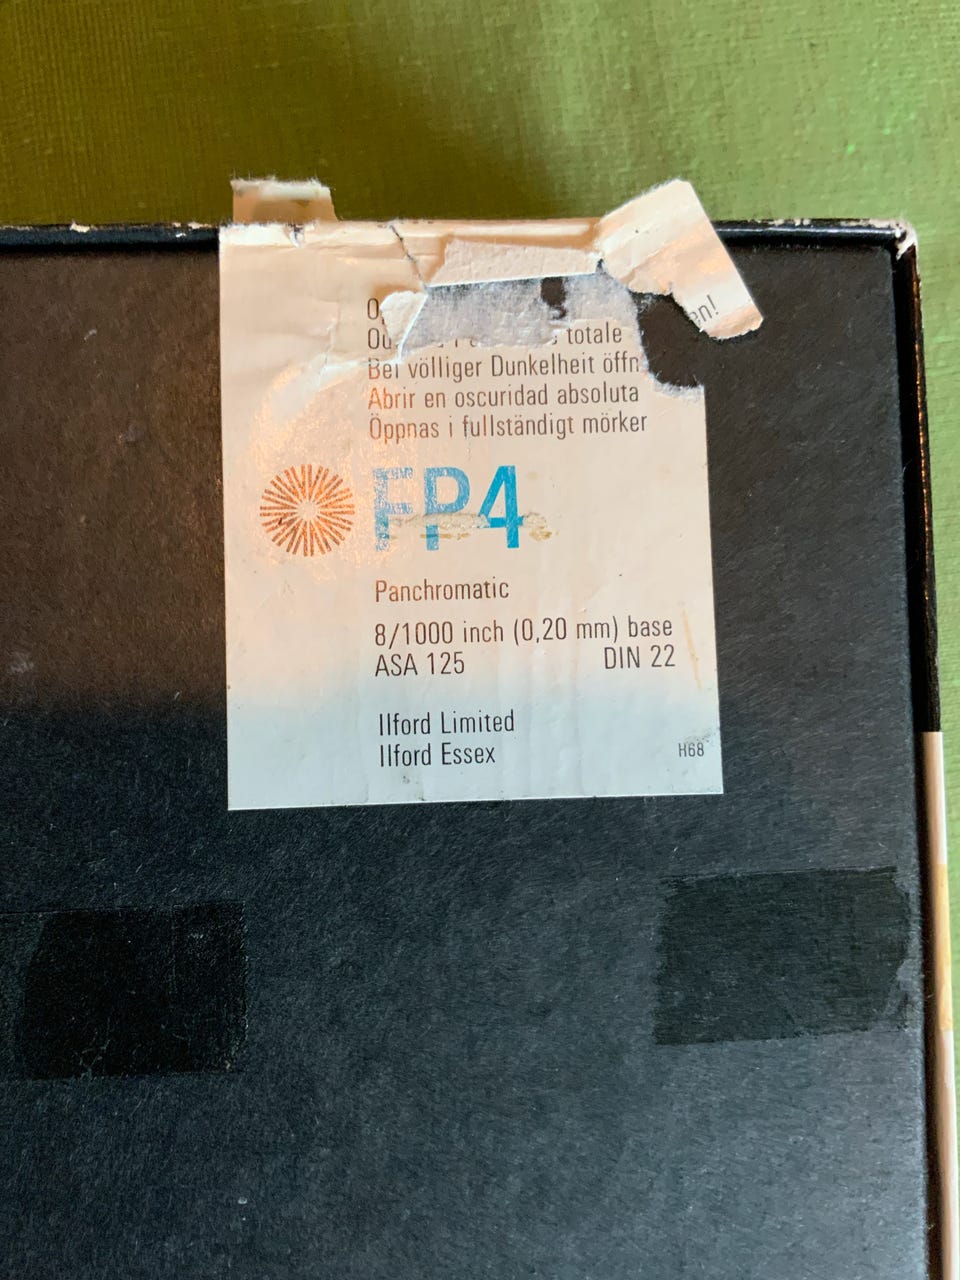 en!
totale
Bei völliger Dunkelheit öffn
Abrir en oscuridad absoluta
Öppnas i fullständigt mörker
FP4
Panchromatic
8/1000 inch (0,20 mm) base
ASA 125 DIN 22
Ilford Limited
Ilford Essex
H68